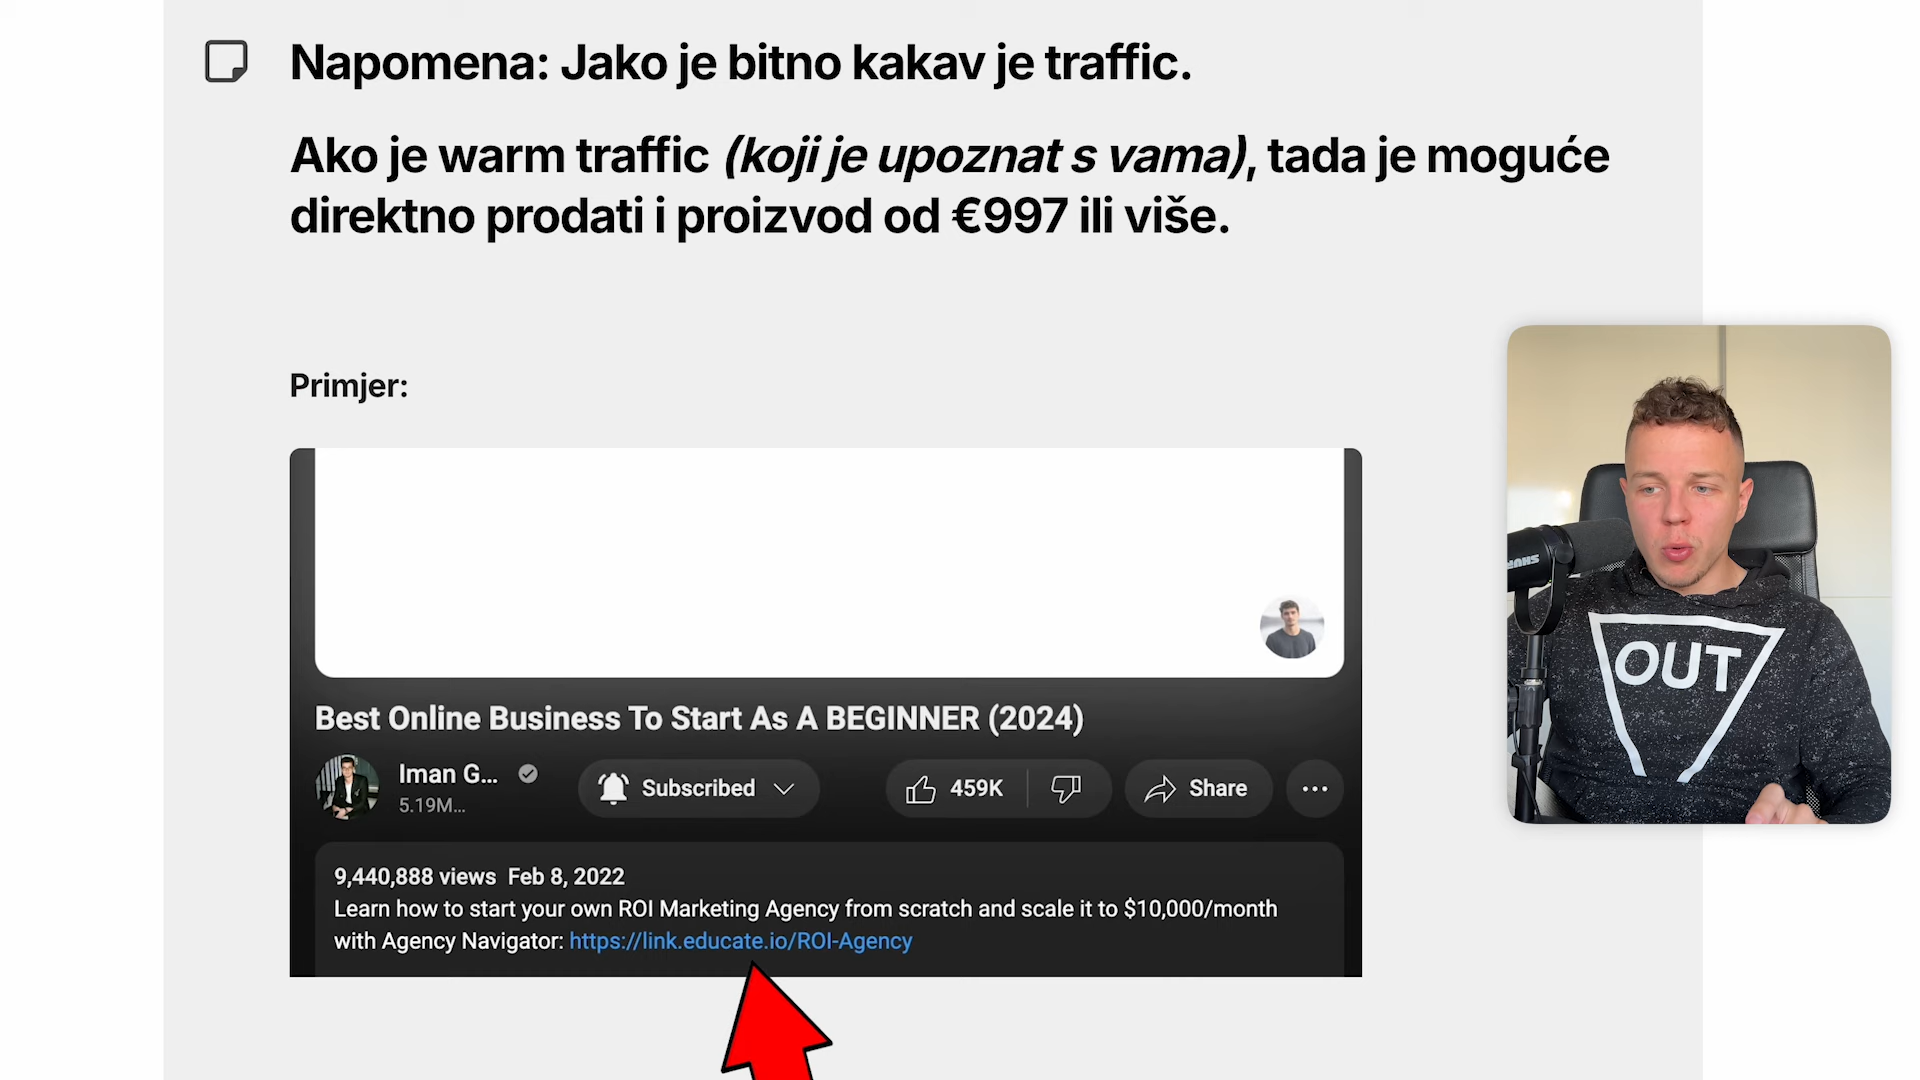 Napomena: Jako je bitno kakav je traffic.
Ako je warm traffic (koji je upoznat s vama), tada je moguće
direktno prodati i proizvod od €997 ili više.
Primjer:
Best Online Business To Start As A BEGINNER (2024)
Iman G...
5.19M...
Subscribed
459K
Share
9,440,888 views Feb 8, 2022
Learn how to start your own ROI Marketing Agency from scratch and scale it to $10,000/month
with Agency Navigator: https://link.educate.io/ROI-Agency
SHURE
OUT